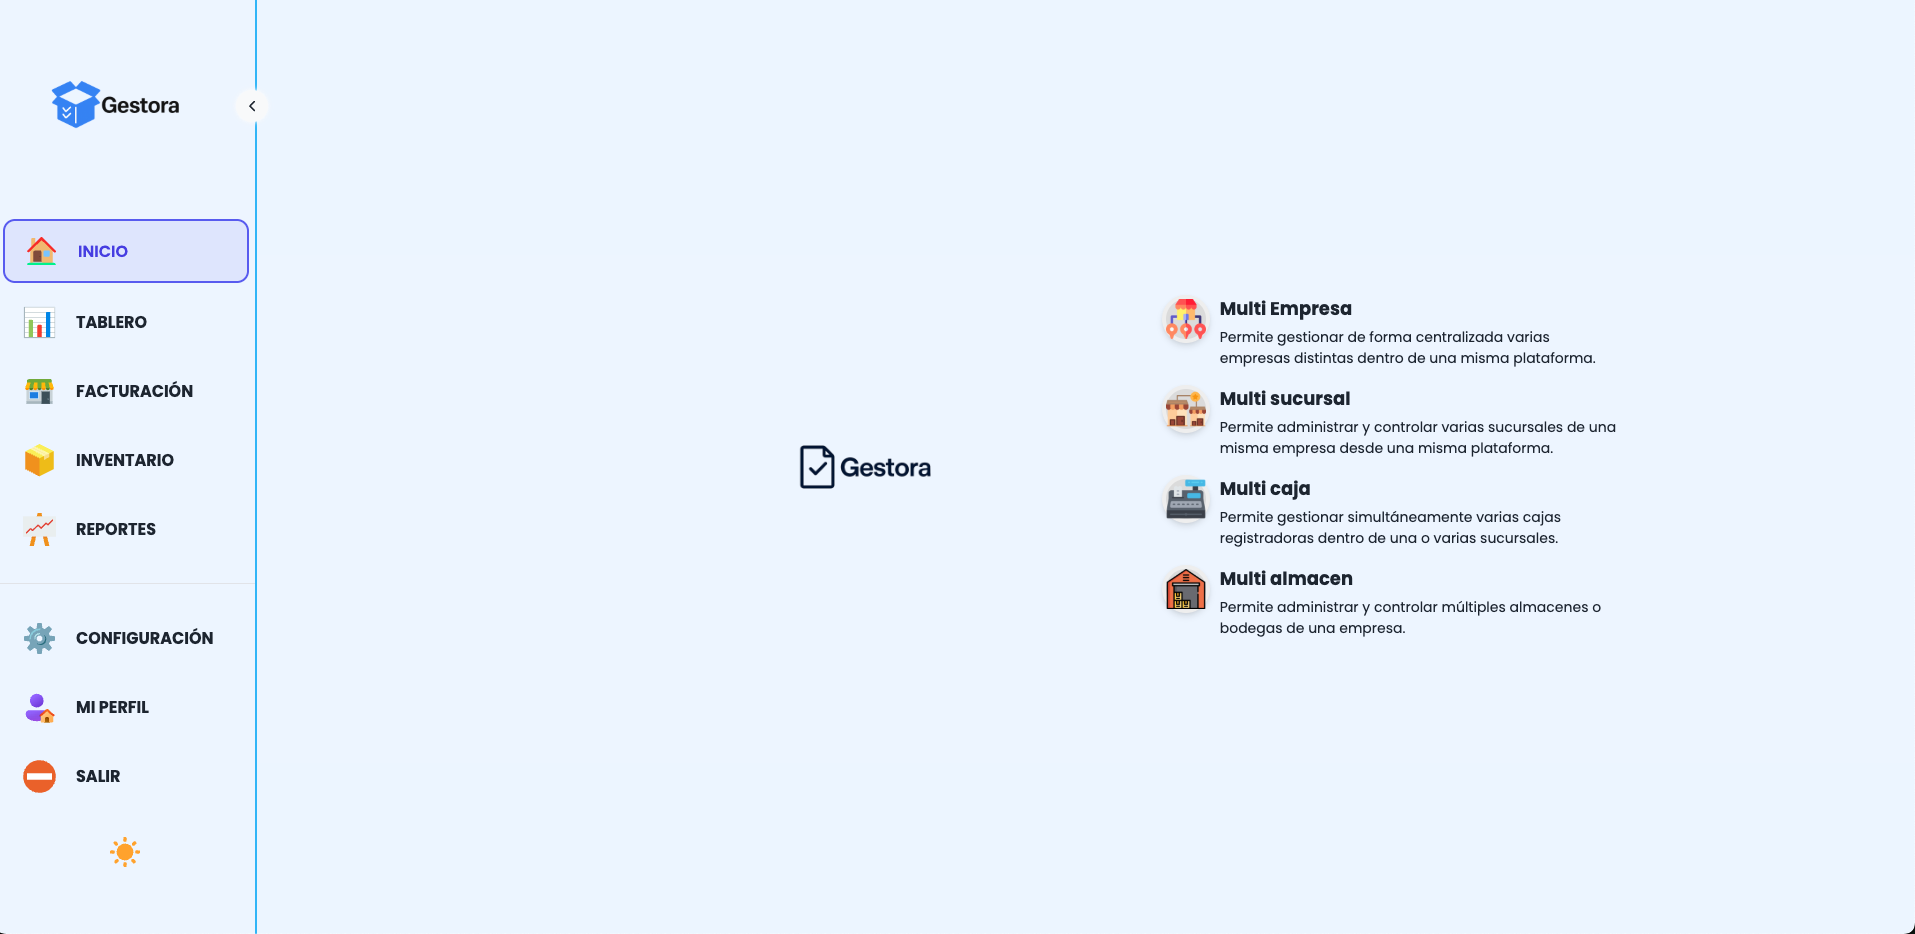 Gestora
INICIO
TABLERO
FACTURACIÓN
INVENTARIO
REPORTES
CONFIGURACIÓN
MI PERFIL
SALIR
Gestora
Multi Empresa
Permite gestionar de forma centralizada varias
empresas distintas dentro de una misma plataforma.
Multi sucursal
Permite administrar y controlar varias sucursales de una
misma empresa desde una misma plataforma.
Multi caja
Permite gestionar simultáneamente varias cajas
registradoras dentro de una o varias sucursales.
Multi almacen
Permite administrar y controlar múltiples almacenes o
bodegas de una empresa.